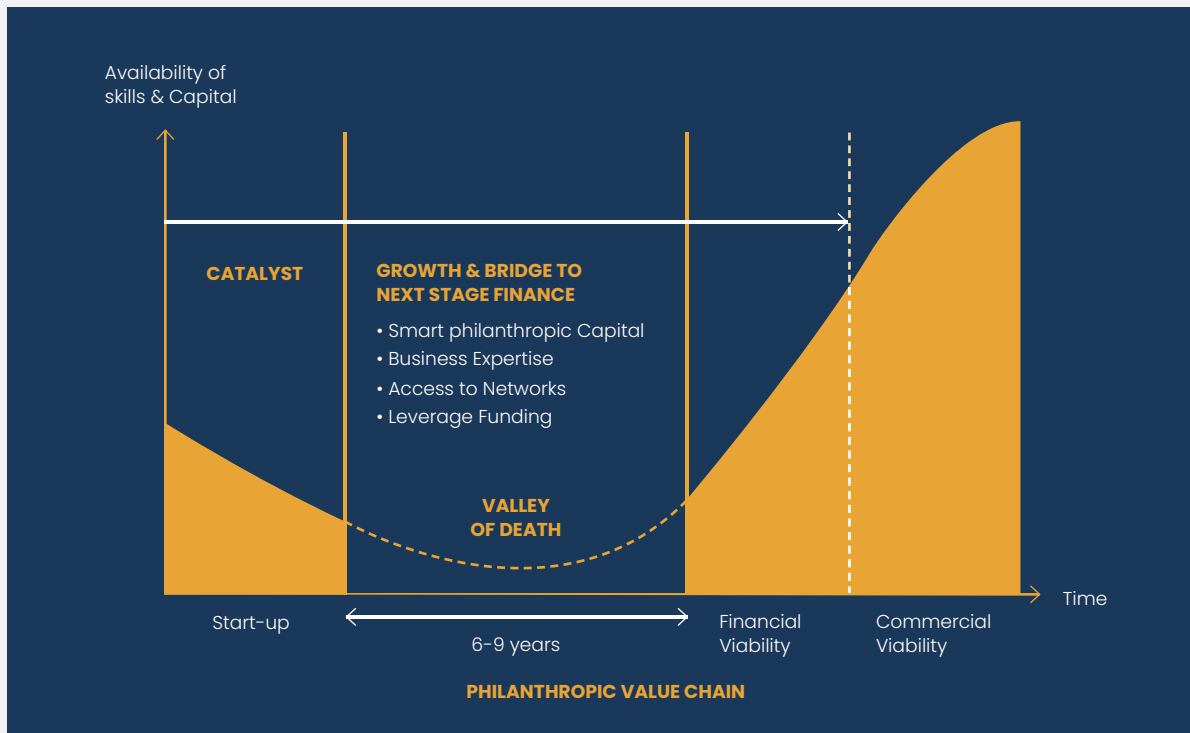 Availability of
skills & Capital
CATALYST
GROWTH & BRIDGE TO
NEXT STAGE FINANCE
• Smart philanthropic Capital
• Business Expertise
• Access to Networks
• Leverage Funding
VALLEY
OF DEATH
Time
Start-up
6-9 years
Financial
Viability
Commercial
Viability
PHILANTHROPIC VALUE CHAIN